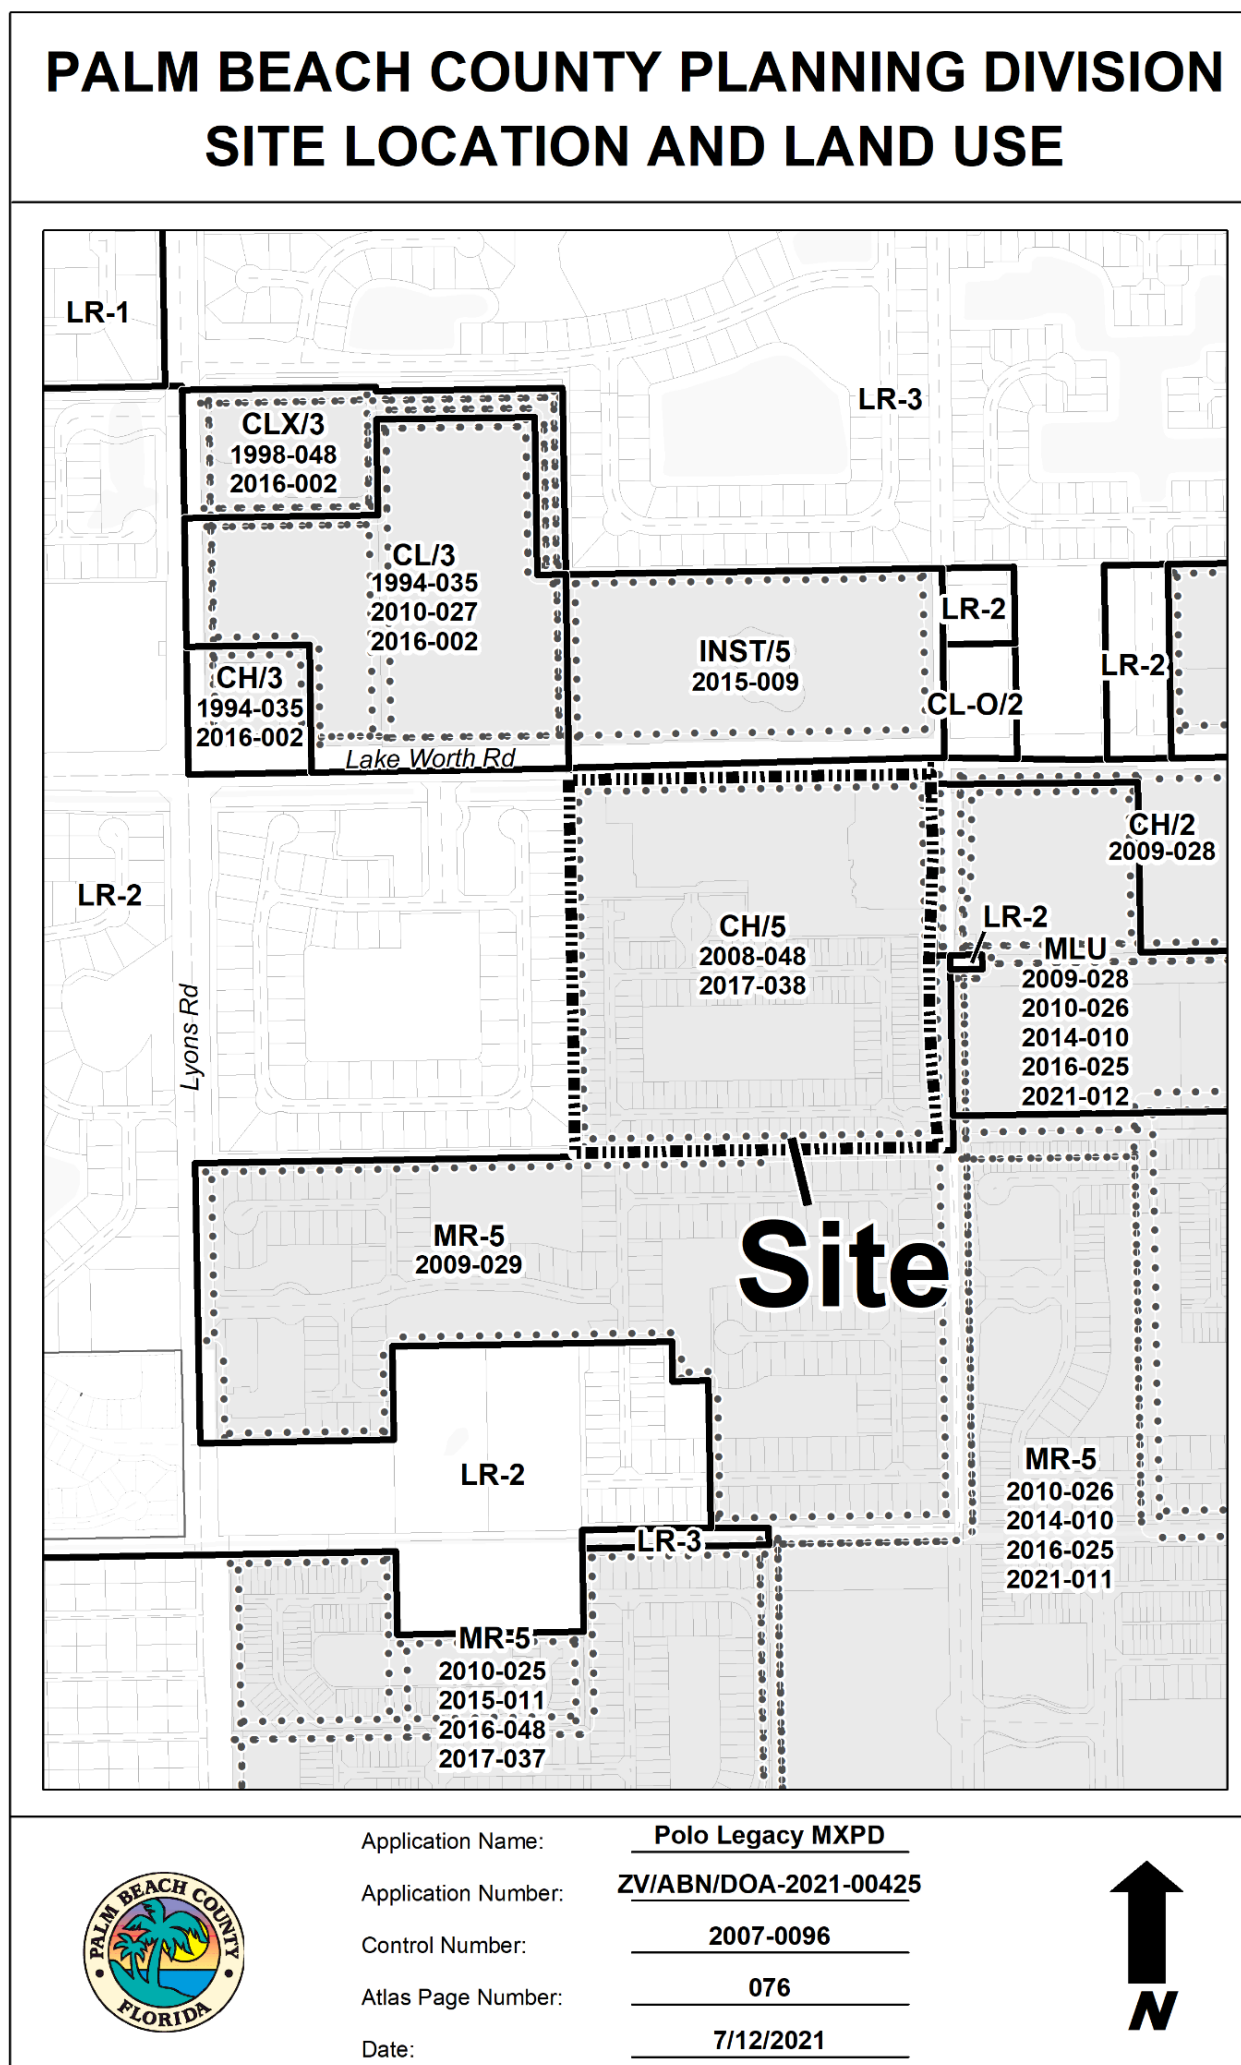 PALM BEACH COUNTY PLANNING DIVISION
SITE LOCATION AND LAND USE
LR-1
LR-3
CLX/3
1998-048
2016-002
CL/3
1994-035
2010-027
2016-002
CH/3
1994-035
2016-002
INST/5
2015-009
LR-2
CL-O/2
LR-2
Lake Worth Rd
CH/2
2009-028
LR-2
LR-2
CH/5
2008-048
2017-038
MLU
2009-028
2010-026
2014-010
2016-025
2021-012
Lyons Rd
MR-5
2009-029
Site
LR-2
MR-5
2010-026
2014-010
2016-025
2021-011
LR-3
MR-5
2010-025
2015-011
2016-048
2017-037
PALM BEACH COUNTY
FLORIDA
Application Name: Polo Legacy MXPD
Application Number: ZV/ABN/DOA-2021-00425
Control Number: 2007-0096
Atlas Page Number: 076
Date: 7/12/2021
N